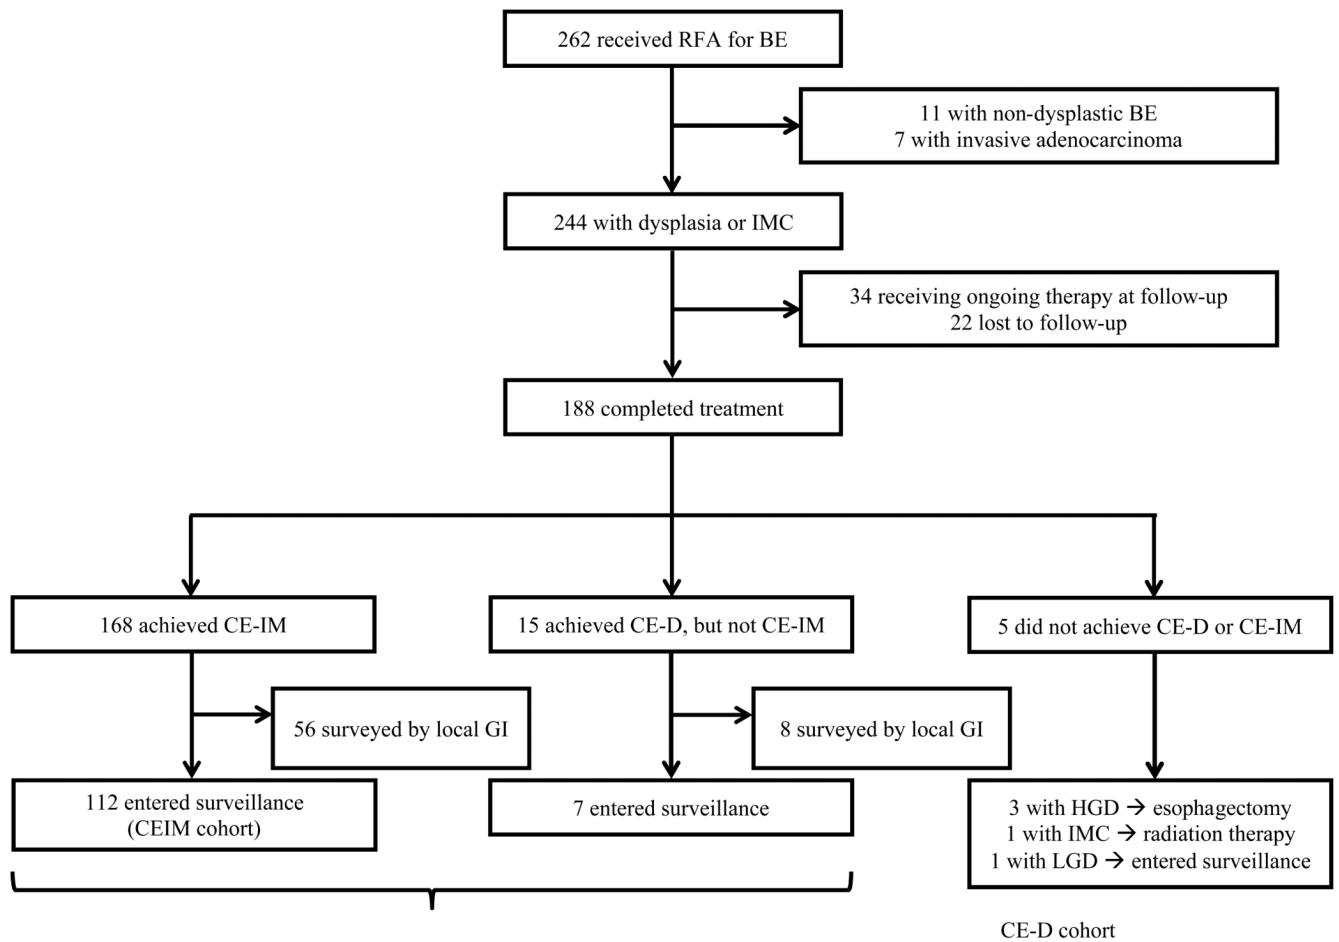 262 received RFA for BE
11 with non-dysplastic BE
7 with invasive adenocarcinoma
244 with dysplasia or IMC
34 receiving ongoing therapy at follow-up
22 lost to follow-up
188 completed treatment
168 achieved CE-IM
15 achieved CE-D, but not CE-IM
5 did not achieve CE-D or CE-IM
56 surveyed by local GI
8 surveyed by local GI
112 entered surveillance
(CEIM cohort)
7 entered surveillance
3 with HGD → esophagectomy
1 with IMC → radiation therapy
1 with LGD → entered surveillance
CE-D cohort